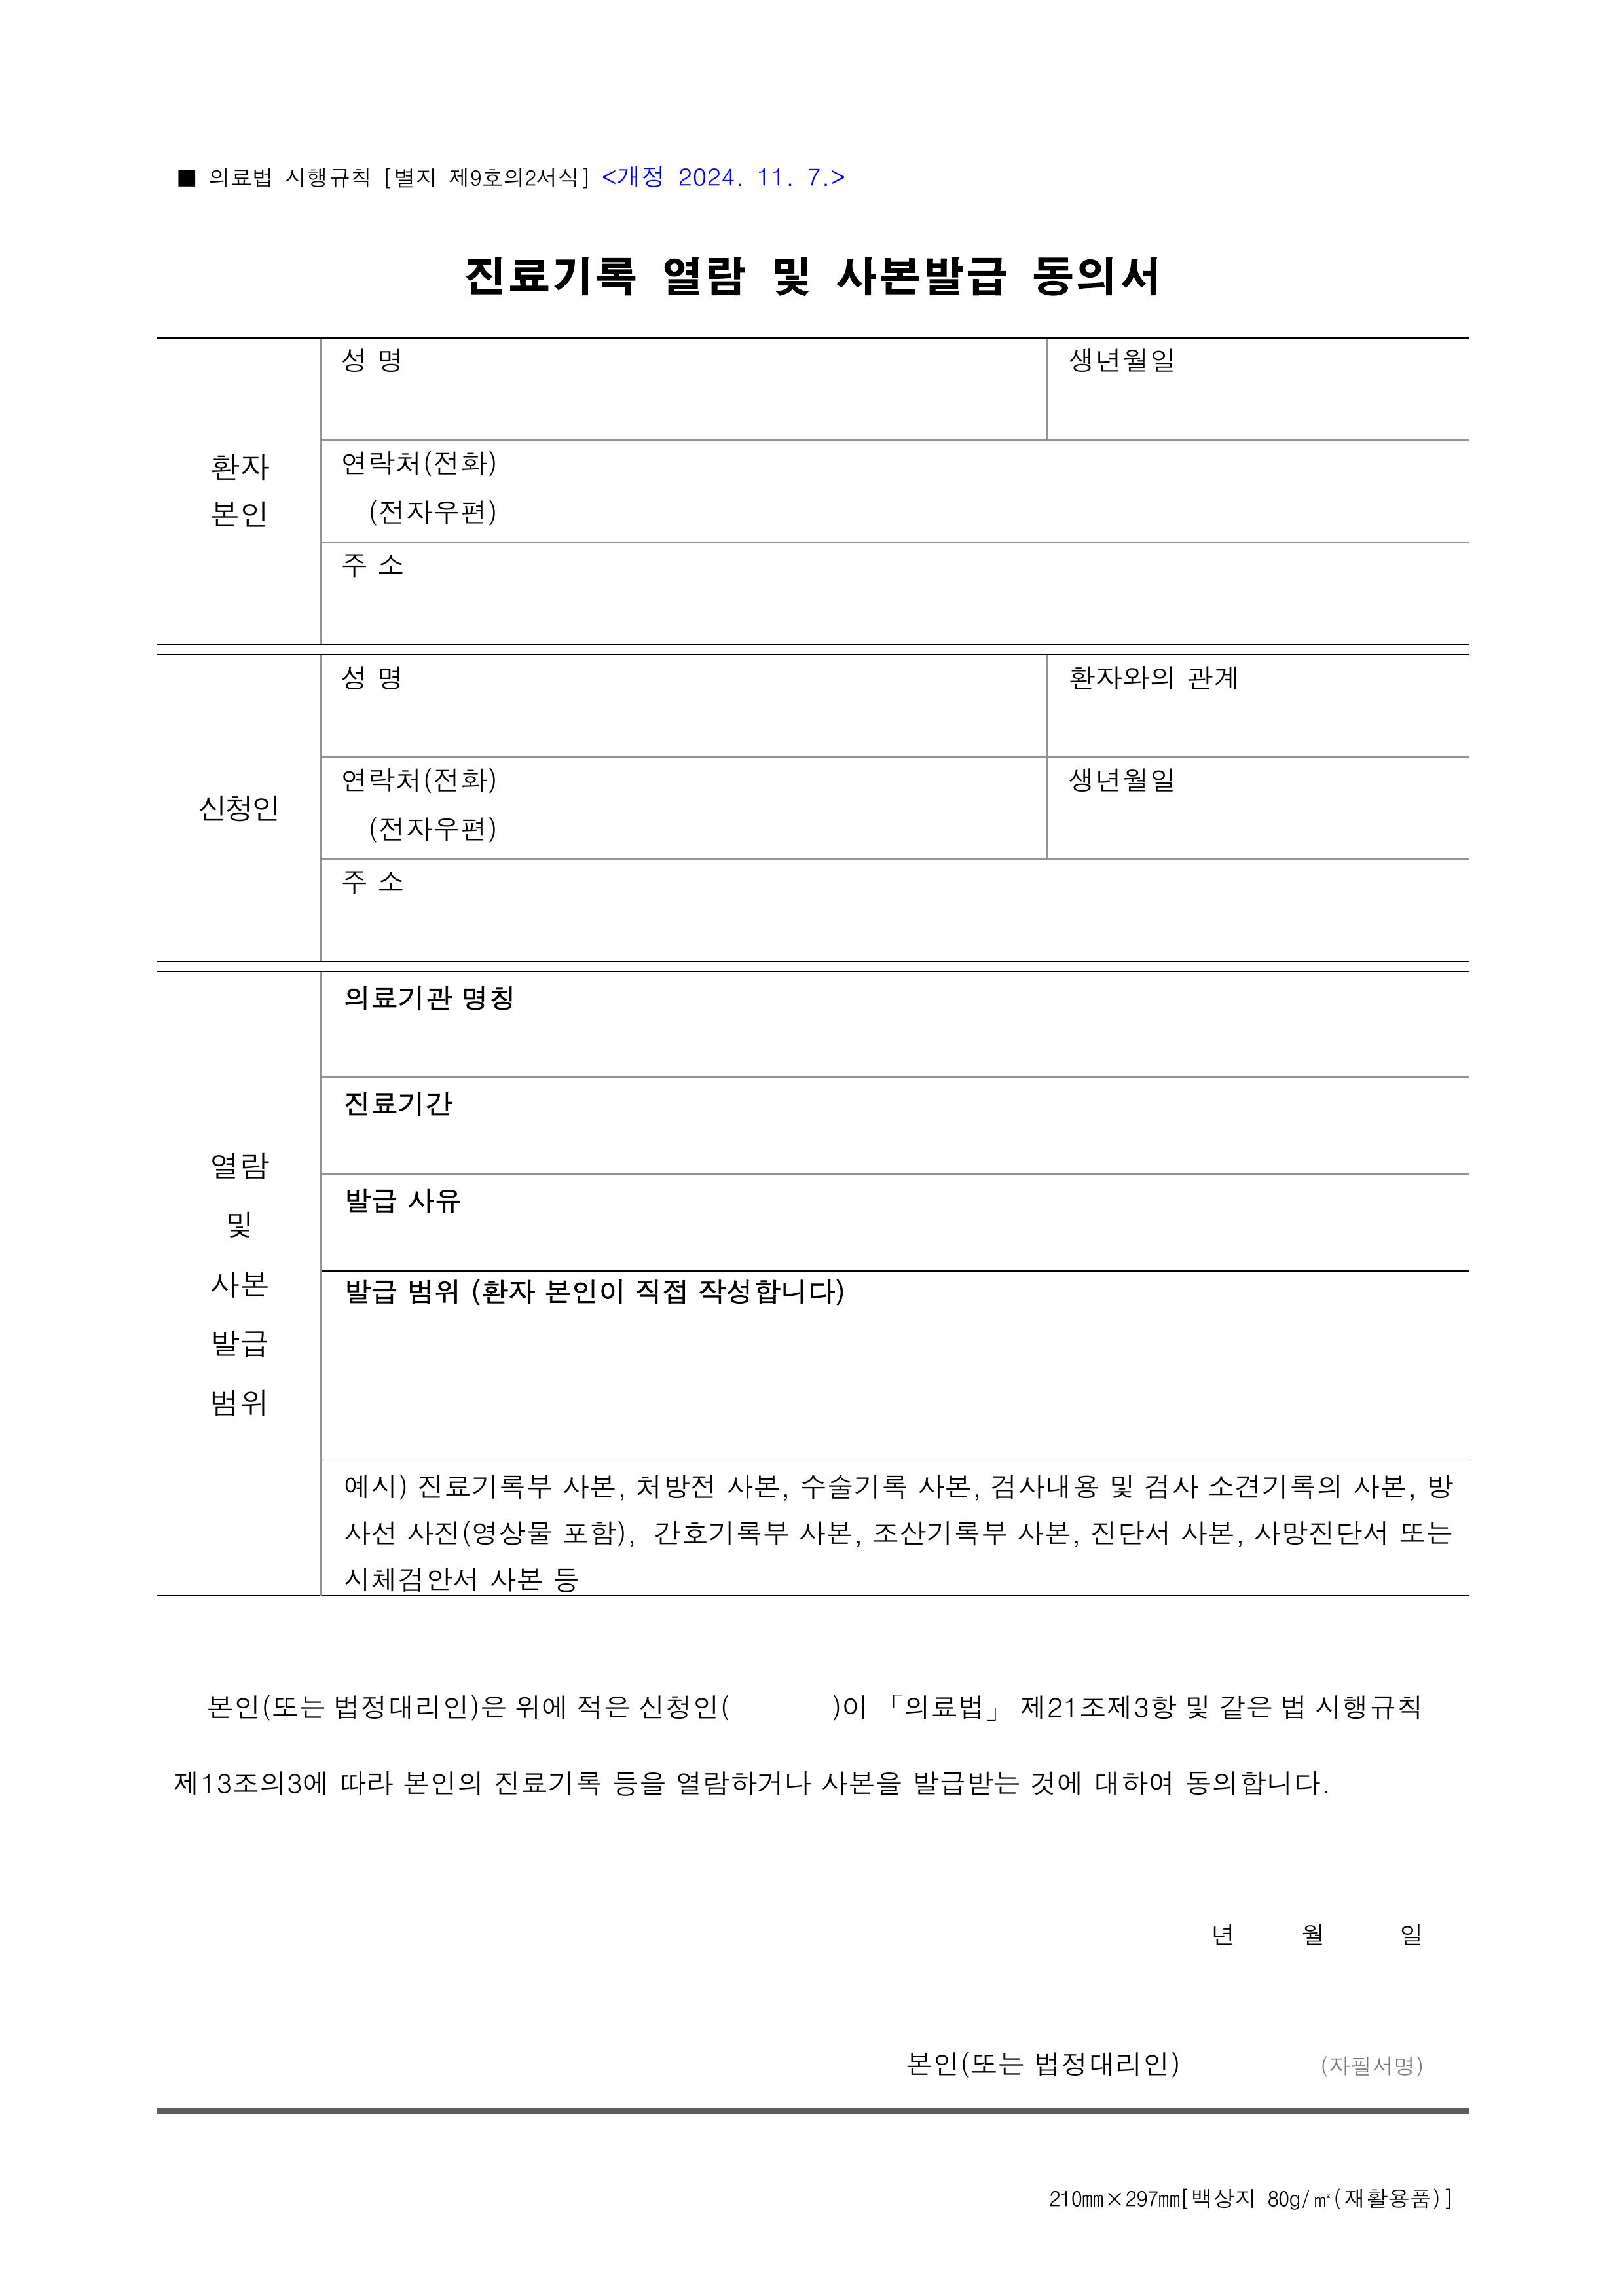 ■ 의료법 시행규칙 [별지 제9호의2서식] <개정 2024. 11. 7.>
진료기록 열람 및 사본발급 동의서
환자
본인
성 명
생년월일
연락처(전화)
(전자우편)
주 소
신청인
성 명
환자와의 관계
연락처(전화)
(전자우편)
생년월일
주 소
열람
및
사본
발급
범위
의료기관 명칭
진료기간
발급 사유
발급 범위 (환자 본인이 직접 작성합니다)
예시) 진료기록부 사본, 처방전 사본, 수술기록 사본, 검사내용 및 검사 소견기록의 사본, 방
사선 사진(영상물 포함), 간호기록부 사본, 조산기록부 사본, 진단서 사본, 사망진단서 또는
시체검안서 사본 등
본인(또는 법정대리인)은 위에 적은 신청인( )이 「의료법」 제21조제3항 및 같은 법 시행규칙
제13조의3에 따라 본인의 진료기록 등을 열람하거나 사본을 발급받는 것에 대하여 동의합니다.
년 월 일
본인(또는 법정대리인) (자필서명)
210㎜×297㎜[백상지 80g/㎡(재활용품)]